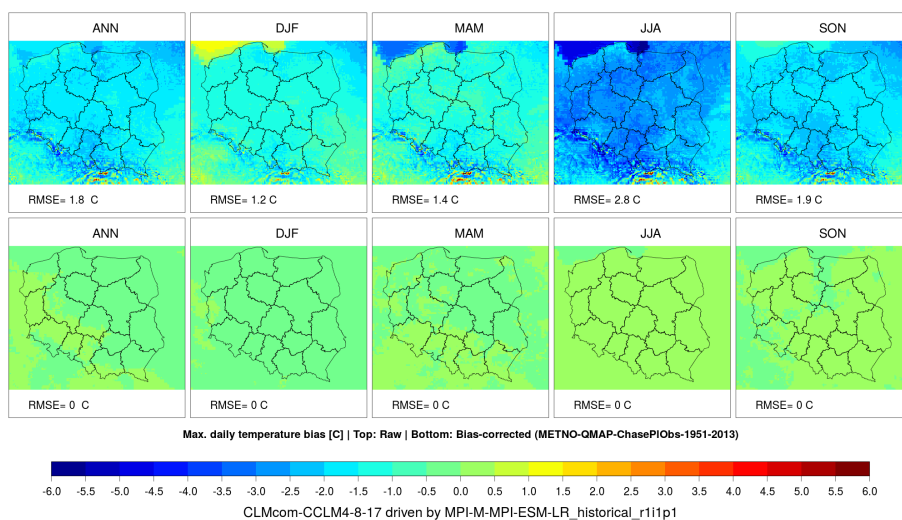 ANN DJF MAM JJA SON
RMSE= 1.8 C RMSE= 1.2 C RMSE= 1.4 C RMSE= 2.8 C RMSE= 1.9 C
ANN DJF MAM JJA SON
RMSE= 0 C RMSE= 0 C RMSE= 0 C RMSE= 0 C RMSE= 0 C
Max. daily temperature bias [C] | Top: Raw | Bottom: Bias-corrected (METNO-QMAP-ChasePlObs-1951-2013)
-6.0 -5.5 -5.0 -4.5 -4.0 -3.5 -3.0 -2.5 -2.0 -1.5 -1.0 -0.5 0.0 0.5 1.0 1.5 2.0 2.5 3.0 3.5 4.0 4.5 5.0 5.5 6.0
CLMcom-CCLM4-8-17 driven by MPI-M-MPI-ESM-LR_historical_r1i1p1